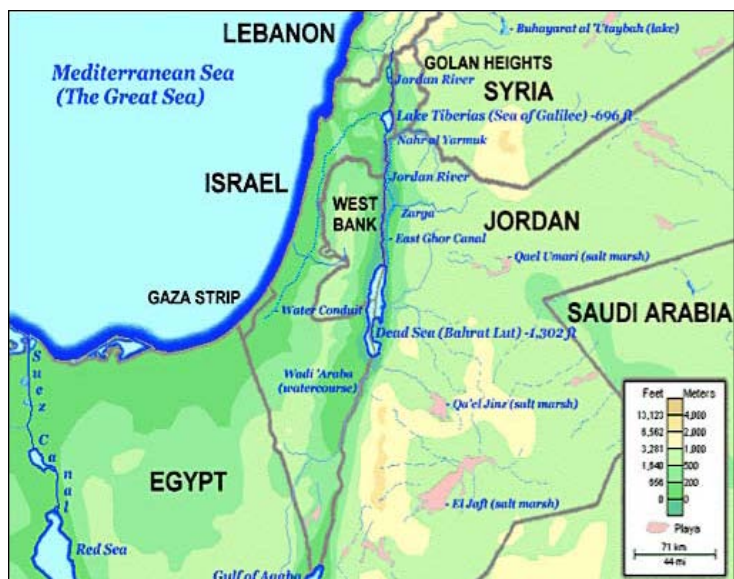 LEBANON
- Buhayarat al 'Utaybah (lake)
Mediterranean Sea
(The Great Sea)
GOLAN HEIGHTS
Jordan River
SYRIA
Lake Tiberias (Sea of Galilee) -696 ft
Nahr al Yarmuk
ISRAEL
Jordan River
WEST
BANK
Zarqa
JORDAN
- East Ghor Canal
- Qa el Umari (salt marsh)
GAZA STRIP
- Water Conduit
SAUDI ARABIA
Dead Sea (Bahrat Lut) -1,302 ft
Suez Canal
Wadi 'Araba
(watercourse)
- Qa'el Jinz (salt marsh)
EGYPT
- El Jaft (salt marsh)
Red Sea
Gulf of Aqaba
Feet Meters
13,123 4,000
6,562 2,000
3,281 1,000
1,640 500
656 200
0 0
Playa
71 km
44 mi